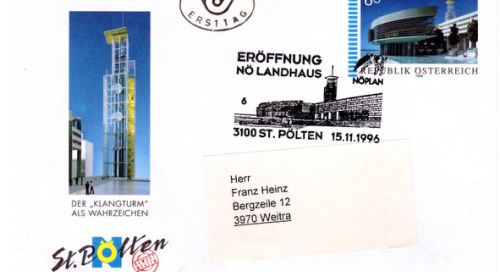 ERSTTAG
ERÖFFNUNG
NÖ LANDHAUS
6
3100 ST. PÖLTEN 15.11.1996
REPUBLIK ÖSTERREICH
NÖPLAN
DER „KLANGTURM"
ALS WAHRZEICHEN
St. Pölten
Herr
Franz Heinz
Bergzeile 12
3970 Weitra